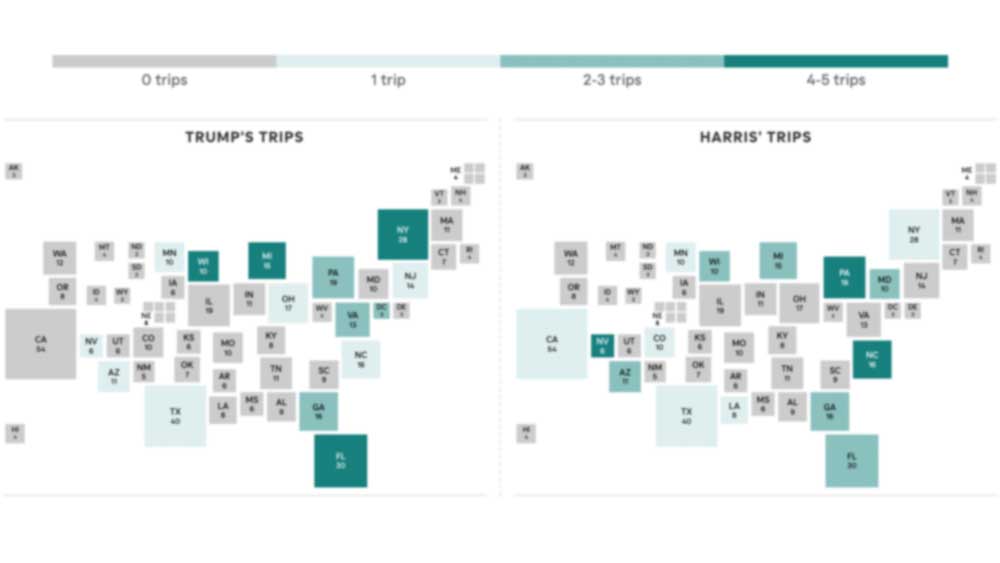 0 trips
1 trip
2-3 trips
4-5 trips
TRUMP'S TRIPS
AK
3
ME
4
VT
3
NH
4
WA
12
MT
4
ND
3
MN
10
WI
10
MI
15
NY
28
MA
11
OR
8
ID
4
WY
3
SD
3
IA
6
IL
19
IN
11
OH
17
PA
19
MD
10
NJ
14
CT
7
RI
4
CA
54
NV
6
UT
6
CO
10
NE
KS
6
MO
10
KY
8
WV
4
VA
13
DC
3
DE
3
AZ
11
NM
5
OK
7
AR
6
TN
11
SC
9
NC
16
TX
40
LA
8
MS
6
AL
9
GA
16
HI
4
FL
30
HARRIS' TRIPS
AK
3
ME
4
VT
3
NH
4
WA
12
MT
4
ND
3
MN
10
WI
10
MI
15
NY
28
MA
11
OR
8
ID
4
WY
3
SD
3
IA
6
IL
19
IN
11
OH
17
PA
19
MD
10
NJ
14
CT
7
RI
4
CA
54
NV
6
UT
6
CO
10
NE
KS
6
MO
10
KY
8
WV
4
VA
13
DC
3
DE
3
AZ
11
NM
5
OK
7
AR
6
TN
11
SC
9
NC
16
TX
40
LA
8
MS
6
AL
9
GA
16
HI
4
FL
30